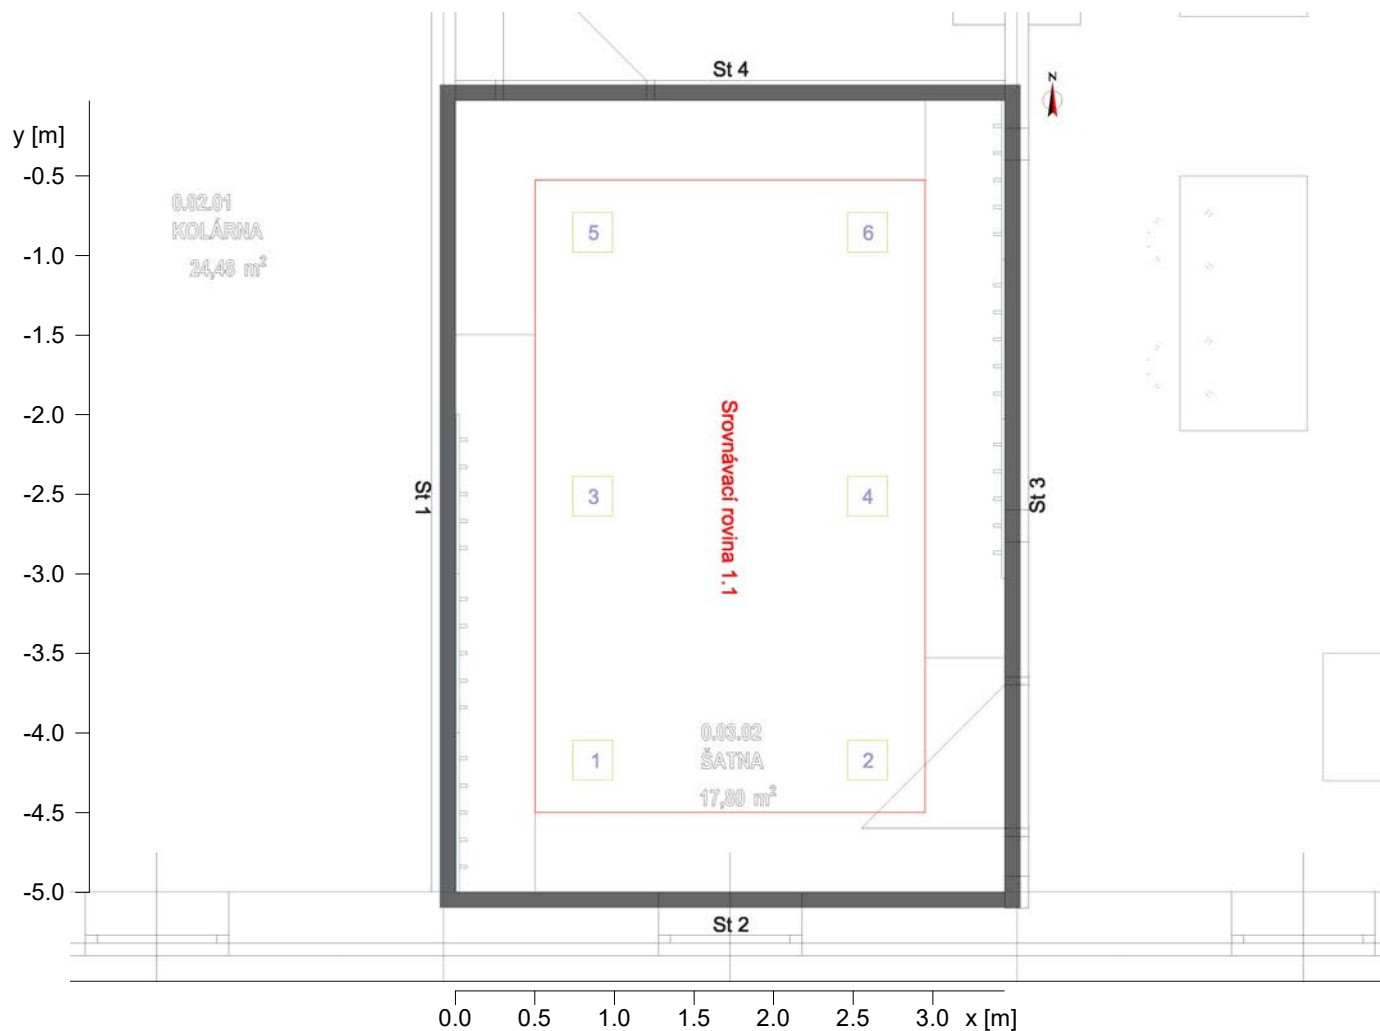 St 4
N
y [m]
-0.5
0.02.01
KOLÁRNA
24,48 m²
5
6
-1.0
-1.5
-2.0
Srovnávací rovina 1.1
St 1
3
4
St 3
-2.5
-3.0
-3.5
-4.0
0.03.02
ŠATNA
17,80 m²
1
2
-4.5
-5.0
St 2
0.0 0.5 1.0 1.5 2.0 2.5 3.0 x [m]